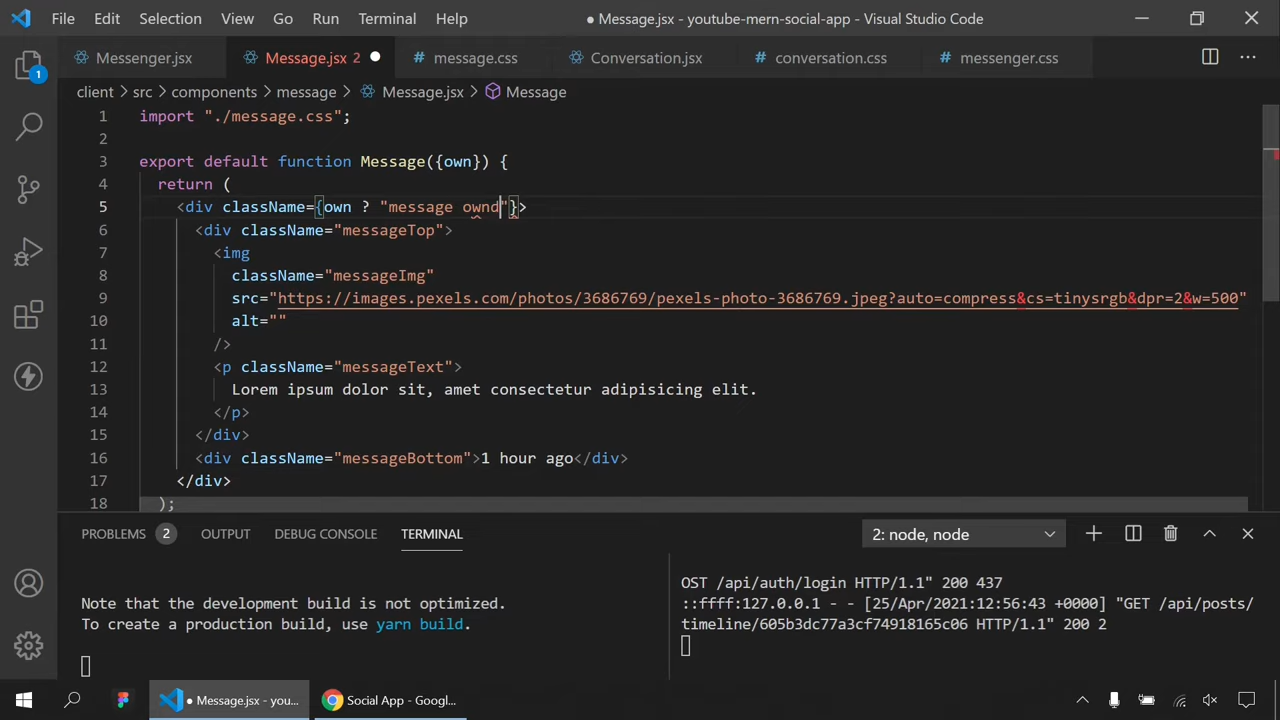 File Edit Selection View Go Run Terminal Help
● Message.jsx - youtube-mern-social-app - Visual Studio Code
Messenger.jsx
Message.jsx 2 ●
# message.css
Conversation.jsx
# conversation.css
# messenger.css
1
client > src > components > message > Message.jsx > Message
1 import "./message.css";
2
3 export default function Message({own}) {
4 return (
5 <div className={own ? "message ownd"}>
6 <div className="messageTop">
7 <img
8 className="messageImg"
9 src="https://images.pexels.com/photos/3686769/pexels-photo-3686769.jpeg?auto=compress&cs=tinysrgb&dpr=2&w=500"
10 alt=""
11 />
12 <p className="messageText">
13 Lorem ipsum dolor sit, amet consectetur adipisicing elit.
14 </p>
15 </div>
16 <div className="messageBottom">1 hour ago</div>
17 </div>
18 );
PROBLEMS 2 OUTPUT DEBUG CONSOLE TERMINAL
2: node, node
Note that the development build is not optimized.
To create a production build, use yarn build.
OST /api/auth/login HTTP/1.1" 200 437
::ffff:127.0.0.1 - - [25/Apr/2021:12:56:43 +0000] "GET /api/posts/
timeline/605b3dc77a3cf74918165c06 HTTP/1.1" 200 2
● Message.jsx - you...
Social App - Googl...